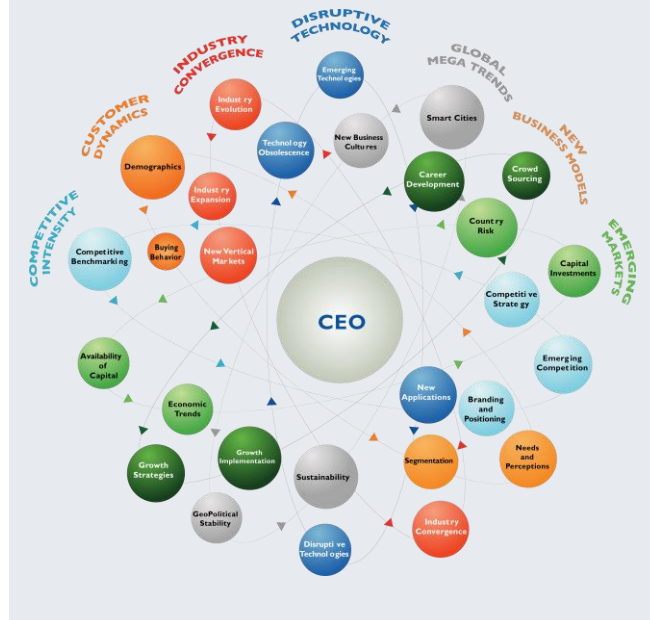 DISRUPTIVE
TECHNOLOGY
INDUSTRY
CONVERGENCE
GLOBAL
MEGA TRENDS
CUSTOMER
DYNAMICS
NEW
BUSINESS MODELS
COMPETITIVE
INTENSITY
EMERGING
MARKETS
Emerging
Technologies
Industry
Evolution
Smart Cities
Technology
Obsolescence
New Business
Cultures
Demographics
Career
Development
Crowd
Sourcing
Industry
Expansion
Country
Risk
Competitive
Benchmarking
Buying
Behavior
New Vertical
Markets
Capital
Investments
Competitive
Strategy
CEO
Availability
of
Capital
Emerging
Competition
New
Applications
Economic
Trends
Branding
and
Positioning
Growth
Implementation
Segmentation
Needs
and
Perceptions
Growth
Strategies
Sustainability
GeoPolitical
Stability
Industry
Convergence
Disruptive
Technologies